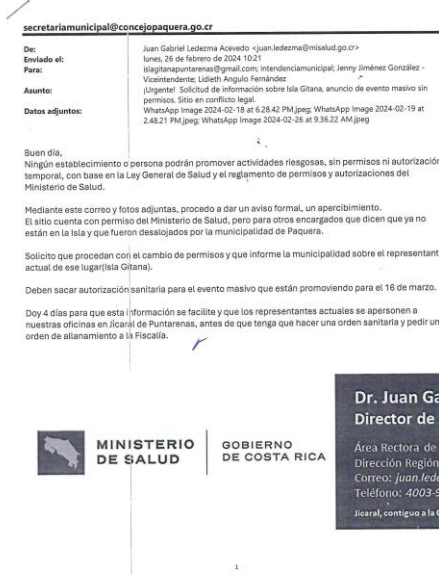 secretariamunicipal@concejopaquera.go.cr
De: Juan Gabriel Ledezma Acevedo <juan.ledezma@misalud.go.cr>
Enviado el: lunes, 26 de febrero de 2024 10:21
Para: islagitanapuntarenas@gmail.com; intendenciamunicipal; Jenny Jiménez González -
Viceintendente; Lidieth Angulo Fernández
Asunto: ¡Urgente! Solicitud de información sobre Isla Gitana, anuncio de evento masivo sin
permisos. Sitio en conflicto legal.
Datos adjuntos: WhatsApp Image 2024-02-18 at 6.28.42 PM.jpeg; WhatsApp Image 2024-02-19 at
2.48.21 PM.jpeg; WhatsApp Image 2024-02-26 at 9.36.22 AM.jpeg
Buen día,
Ningún establecimiento o persona podrán promover actividades riesgosas, sin permisos ni autorización
temporal, con base en la Ley General de Salud y el reglamento de permisos y autorizaciones del
Ministerio de Salud.
Mediante este correo y fotos adjuntas, procedo a dar un aviso formal, un apercibimiento.
El sitio cuenta con permiso del Ministerio de Salud, pero para otros encargados que dicen que ya no
están en la Isla y que fueron desalojados por la municipalidad de Paquera.
Solicito que procedan con el cambio de permisos y que informe la municipalidad sobre el representant
actual de ese lugar(Isla Gitana).
Deben sacar autorización sanitaria para el evento masivo que están promoviendo para el 16 de marzo.
Doy 4 días para que esta información se facilite y que los representantes actuales se apersonen a
nuestras oficinas en Jicaral de Puntarenas, antes de que tenga que hacer una orden sanitaria y pedir un
orden de allanamiento a la Fiscalía.
MINISTERIO
DE SALUD
GOBIERNO
DE COSTA RICA
Dr. Juan Ga
Director de
Área Rectora de
Dirección Región
Correo: juan.lede
Teléfono: 4003-9
Jicaral, contiguo a la
1